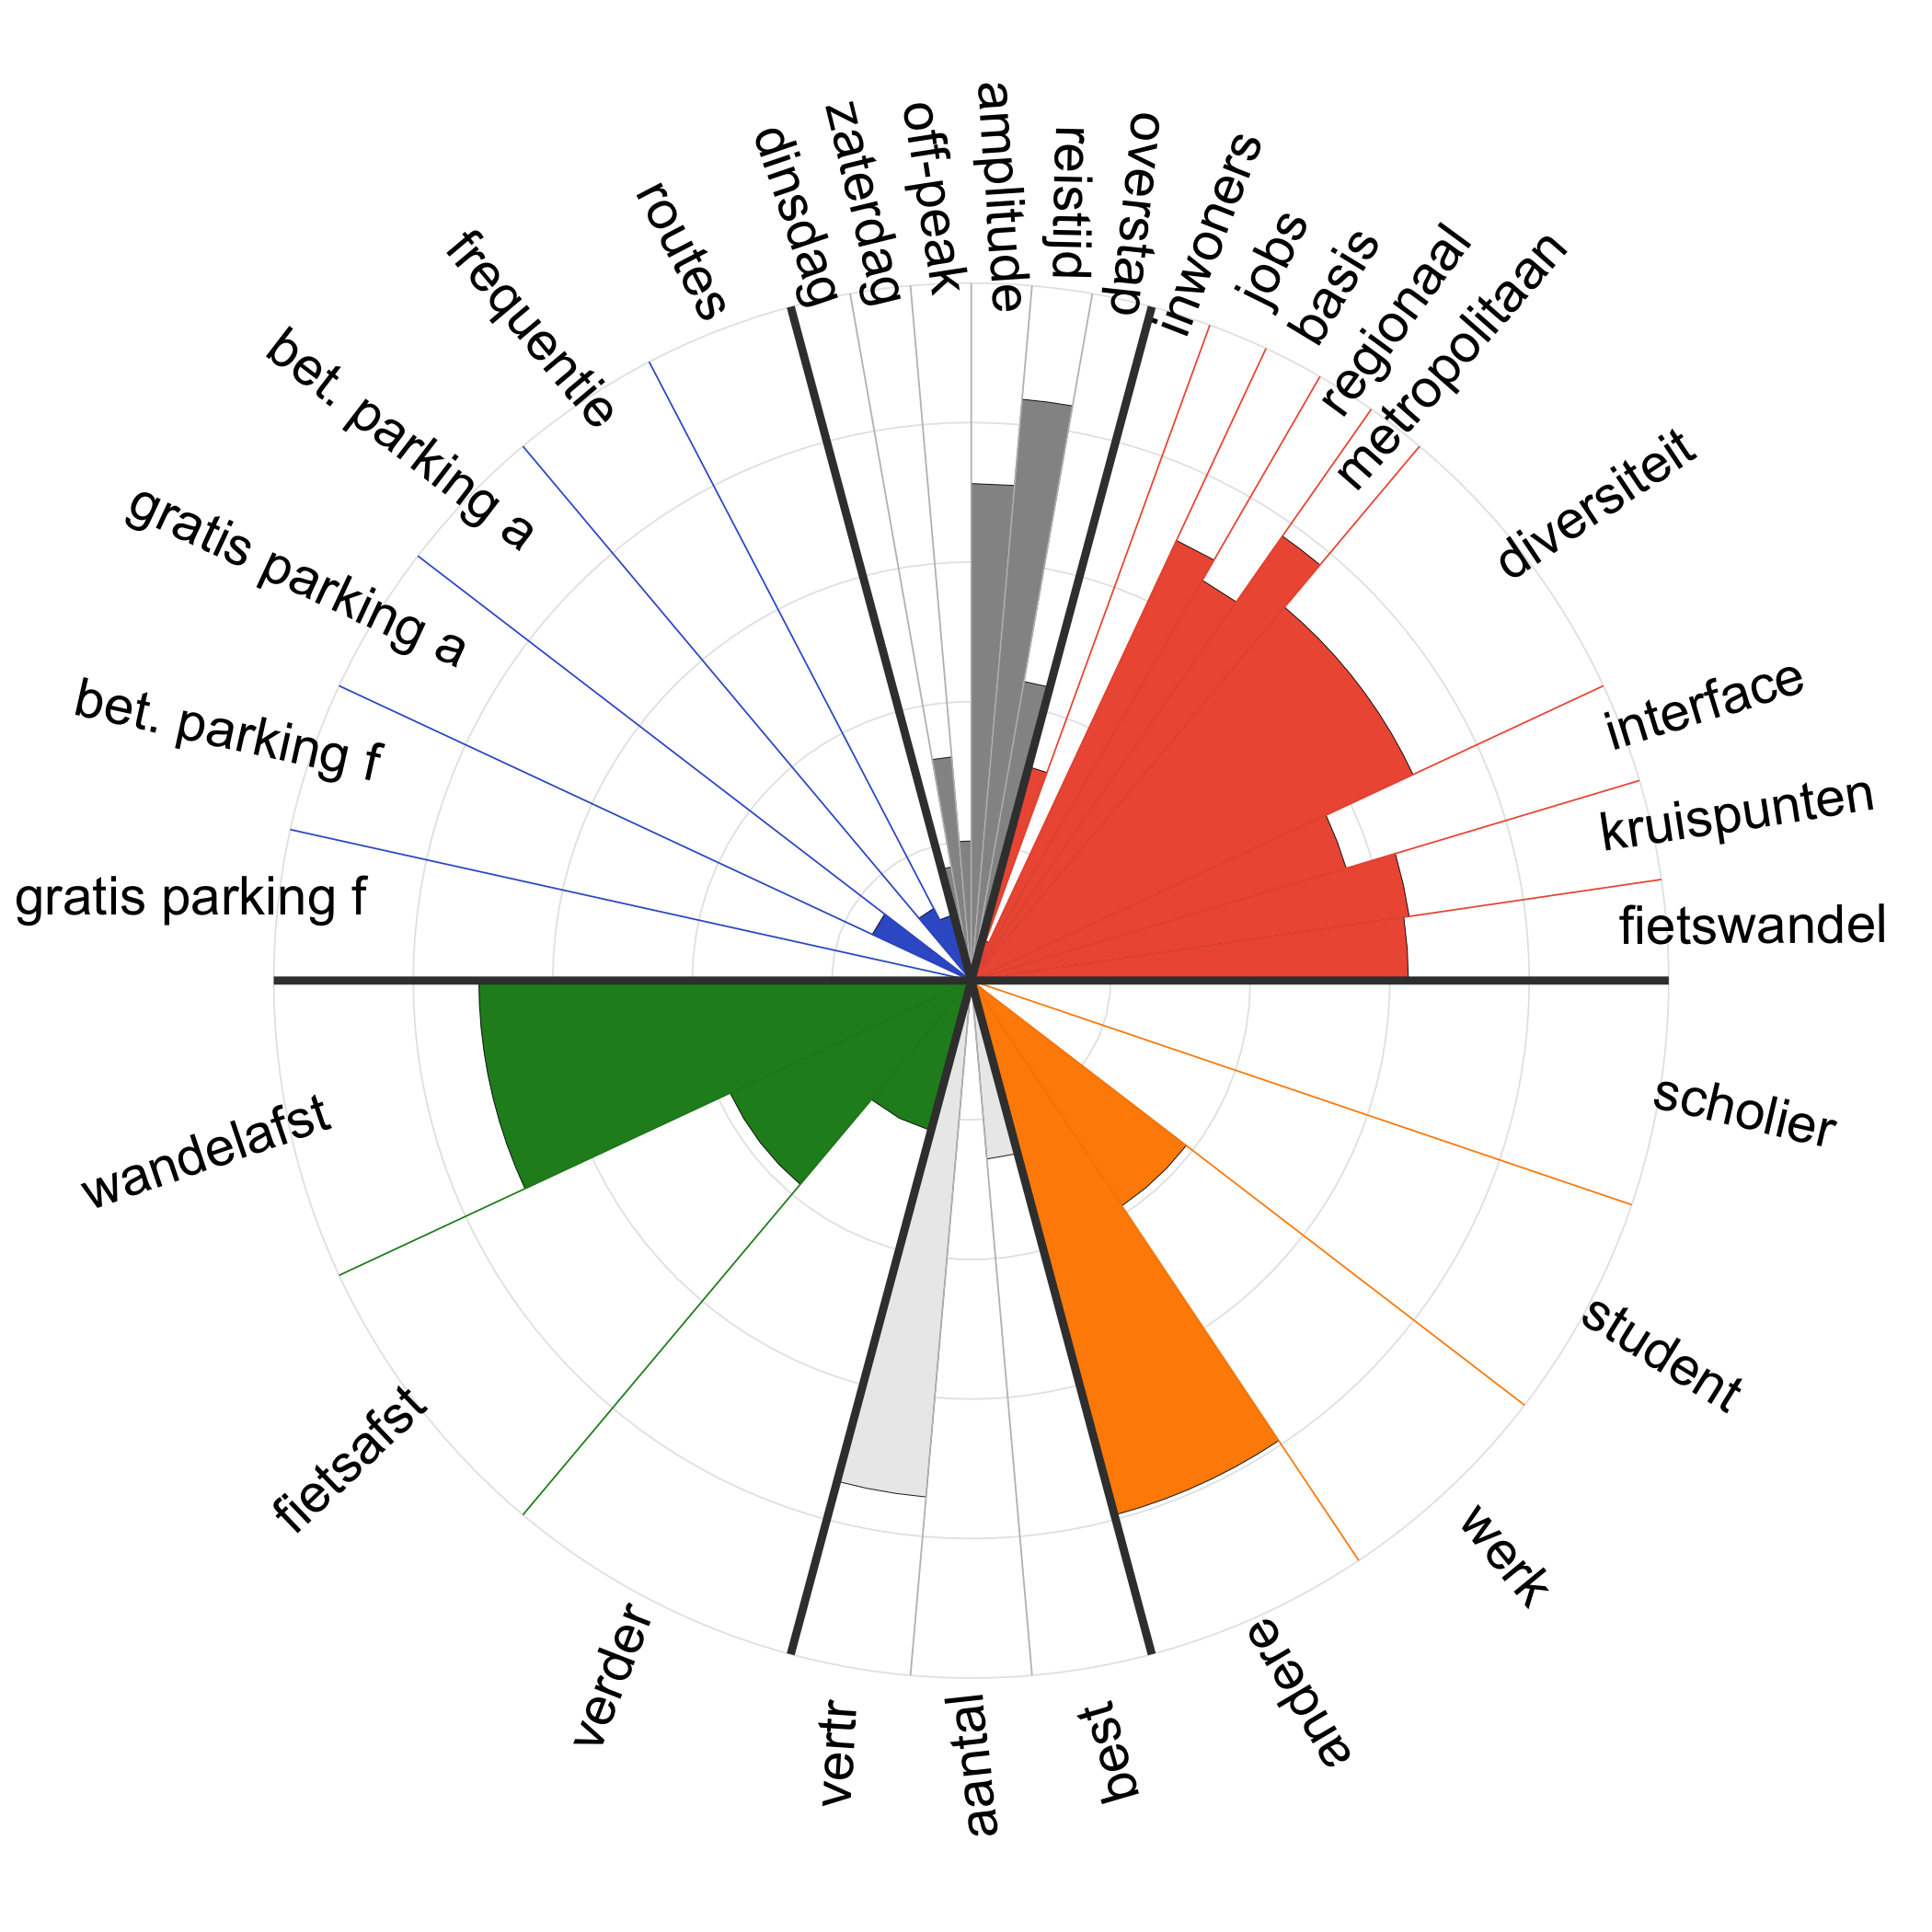 dinsdag
zaterdag
off-peak
amplitude
reistijd
overstap
inwoners
jobs
basis
regionaal
metropolitaan
diversiteit
interface
kruispunten
fietswandel
scholier
student
werk
andere
best
aantal
vertr
verder
fietsafst
wandelafst
gratis parking f
bet. parking f
gratis parking a
bet. parking a
frequentie
routes